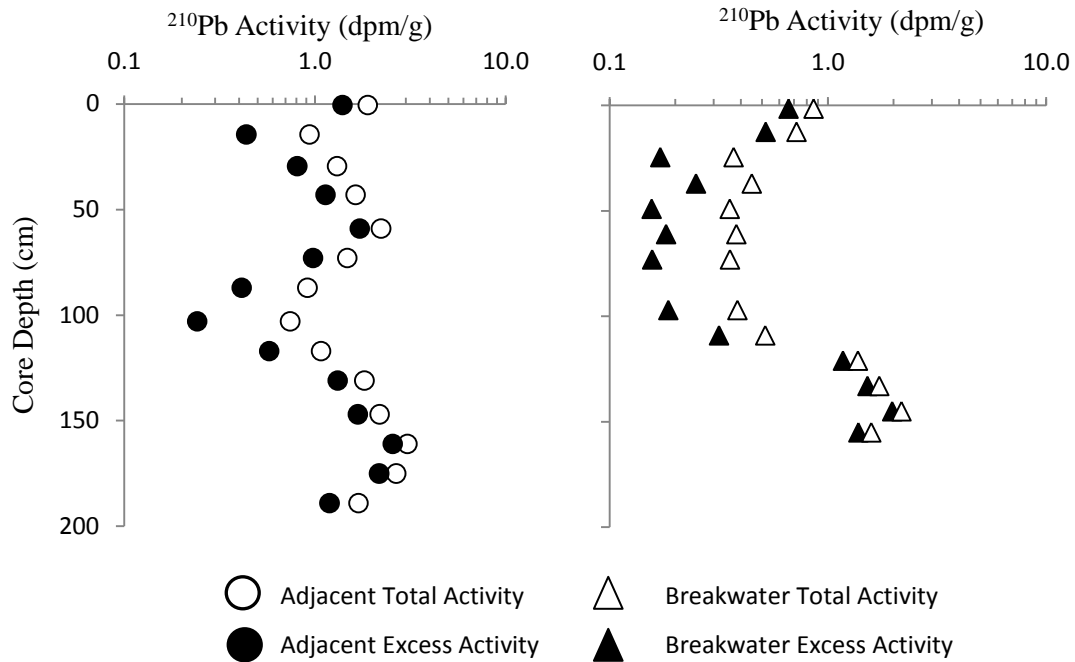 ²¹⁰Pb Activity (dpm/g)
0.1 1.0 10.0
0
50
100
150
200
Core Depth (cm)
²¹⁰Pb Activity (dpm/g)
0.1 1.0 10.0
Adjacent Total Activity
Breakwater Total Activity
Adjacent Excess Activity
Breakwater Excess Activity